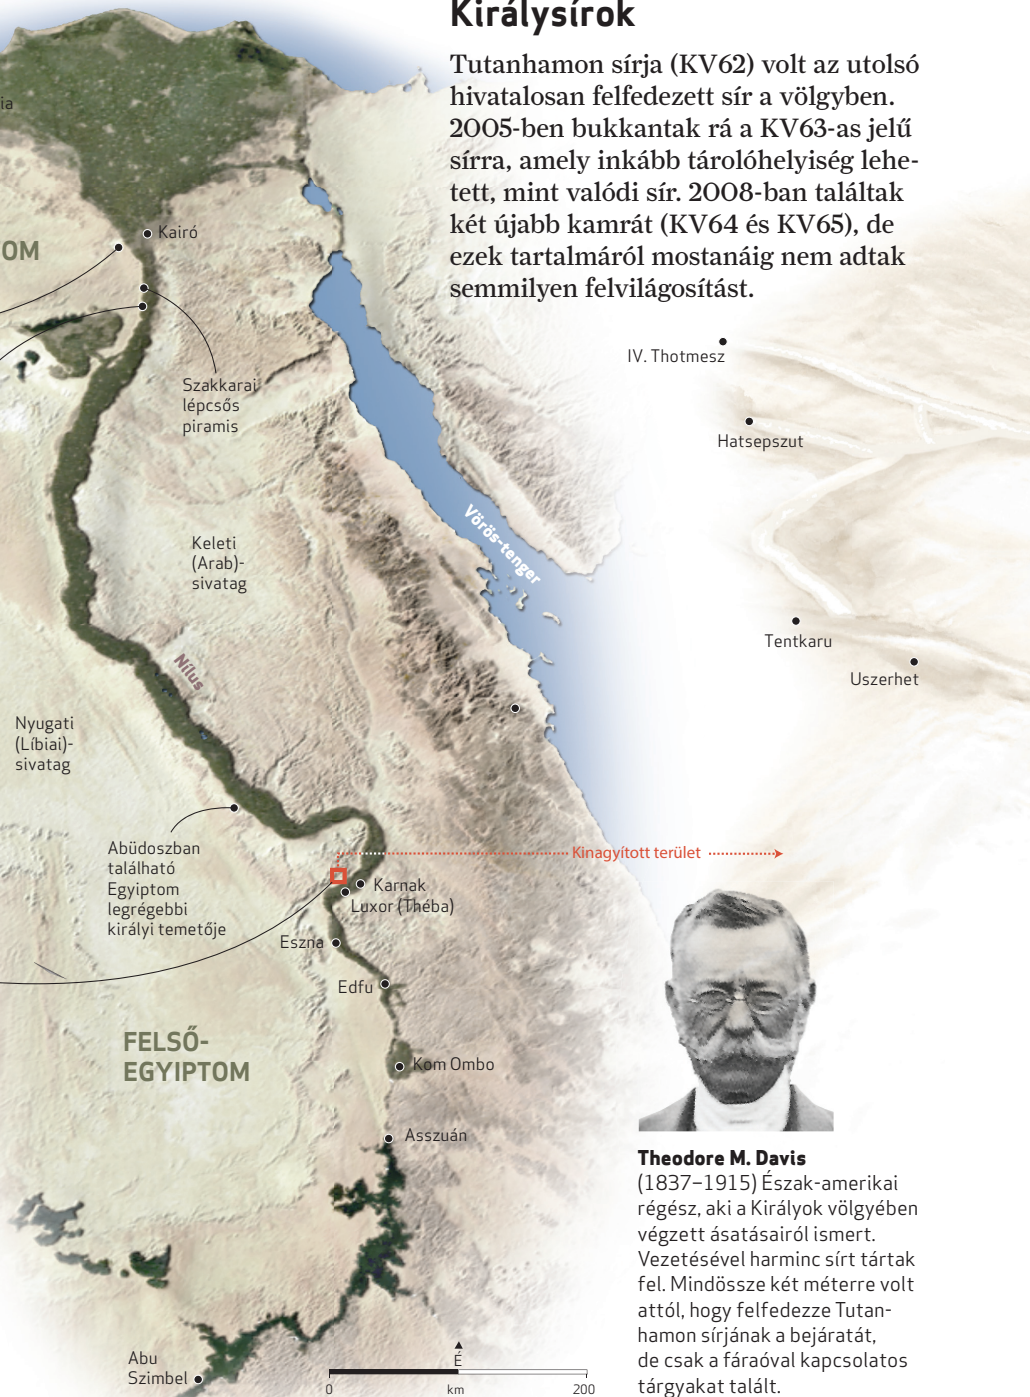 Királysírok
Tutanhamon sírja (KV62) volt az utolsó
hivatalosan felfedezett sír a völgyben.
2005-ben bukkantak rá a KV63-as jelű
sírra, amely inkább tárolóhelyiség lehe-
tett, mint valódi sír. 2008-ban találtak
két újabb kamrát (KV64 és KV65), de
ezek tartalmáról mostanáig nem adtak
semmilyen felvilágosítást.
ia
OM
Kairó
Szakkarai
lépcsős
piramis
IV. Thotmesz
Hatsepszut
Vörös-tenger
Keleti
(Arab)-
sivatag
Tentkaru
Uszerhet
Nílus
Nyugati
(Líbiai)-
sivatag
Abüdoszban
található
Egyiptom
legrégebbi
királyi temetője
Kinagyított terület
Karnak
Luxor (Théba)
Eszna
Edfu
FELSŐ-
EGYIPTOM
Kom Ombo
Asszuán
Abu
Szimbel
É
0 km 200
Theodore M. Davis
(1837–1915) Észak-amerikai
régész, aki a Királyok völgyében
végzett ásatásairól ismert.
Vezetésével harminc sírt tártak
fel. Mindössze két méterre volt
attól, hogy felfedezze Tutan-
hamon sírjának a bejáratát,
de csak a fáraóval kapcsolatos
tárgyakat talált.